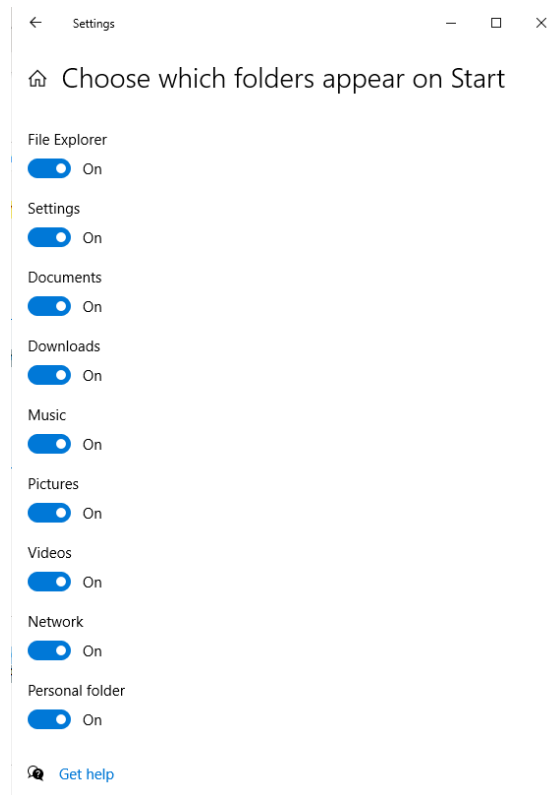 Settings
Choose which folders appear on Start
File Explorer
On
Settings
On
Documents
On
Downloads
On
Music
On
Pictures
On
Videos
On
Network
On
Personal folder
On
Get help